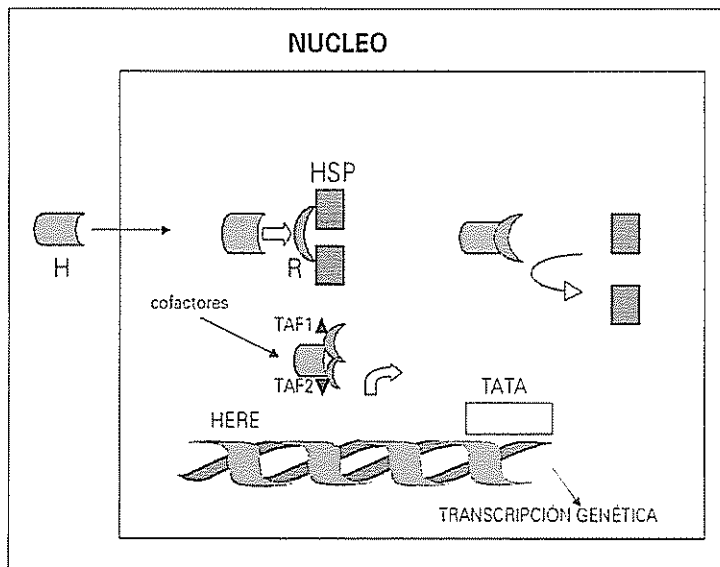 NUCLEO
HSP
H
R
cofactores
TAF1
TAF2
HERE
TATA
TRANSCRIPCIÓN GENÉTICA